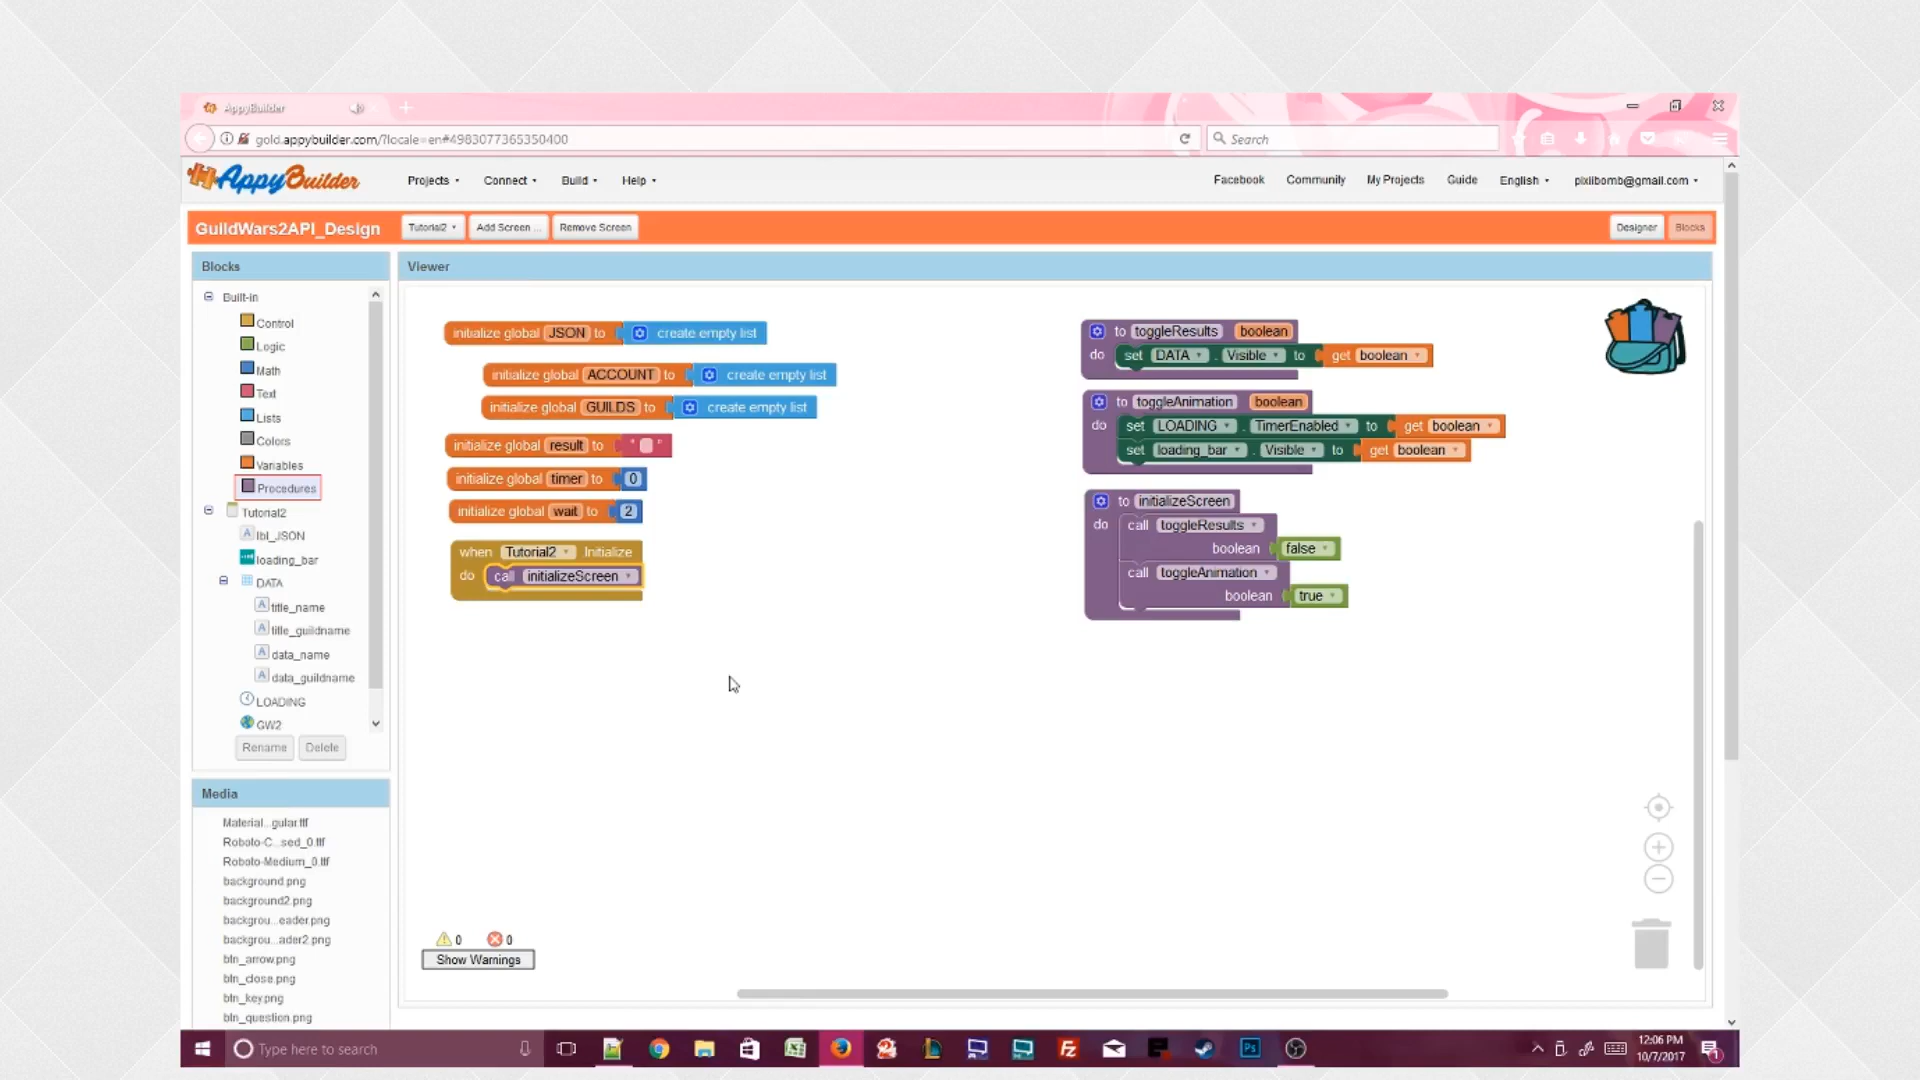 AppyBuilder
gold.appybuilder.com/?locale=en#4983077365350400
Search
AppyBuilder
Projects
Connect
Build
Help
Facebook
Community
My Projects
Guide
English
pixlibomb@gmail.com
GuildWars2API_Design
Tutorial2
Add Screen ...
Remove Screen
Designer
Blocks
Blocks
Built-in
Control
Logic
Math
Text
Lists
Colors
Variables
Procedures
Tutorial2
lbl_JSON
loading_bar
DATA
title_name
title_guildname
data_name
data_guildname
LOADING
GW2
Rename
Delete
Media
Material...gular.ttf
Roboto-C...sed_0.ttf
Roboto-Medium_0.ttf
background.png
background2.png
backgrou...eader.png
backgrou...ader2.png
btn_arrow.png
btn_close.png
btn_key.png
btn_question.png
Viewer
initialize global JSON to create empty list
initialize global ACCOUNT to create empty list
initialize global GUILDS to create empty list
initialize global result to " "
initialize global timer to 0
initialize global wait to 2
when Tutorial2 .Initialize
do call initializeScreen
to toggleResults boolean
do set DATA . Visible to get boolean
to toggleAnimation boolean
do set LOADING . TimerEnabled to get boolean
set loading_bar . Visible to get boolean
to initializeScreen
do call toggleResults
boolean false
call toggleAnimation
boolean true
0
0
Show Warnings
Type here to search
12:06 PM
10/7/2017
1